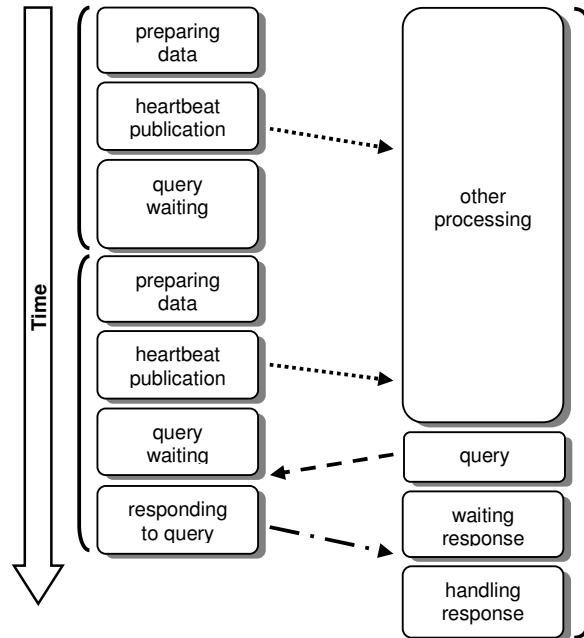 preparing
data
heartbeat
publication
query
waiting
preparing
data
heartbeat
publication
query
waiting
responding
to query
other
processing
query
waiting
response
handling
response
Time